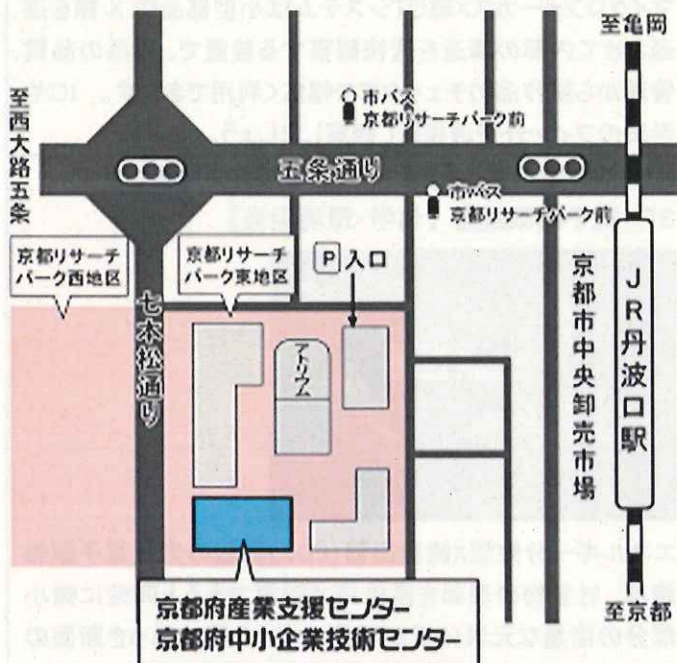 至亀岡
市バス
京都リサーチパーク前
至西大路五条
五条通り
市バス
京都リサーチパーク前
京都リサーチ
パーク西地区
京都リサーチ
パーク東地区
P 入口
七本松通り
アトリウム
京都市中央卸売市場
JR丹波口駅
京都府産業支援センター
京都府中小企業技術センター
至京都